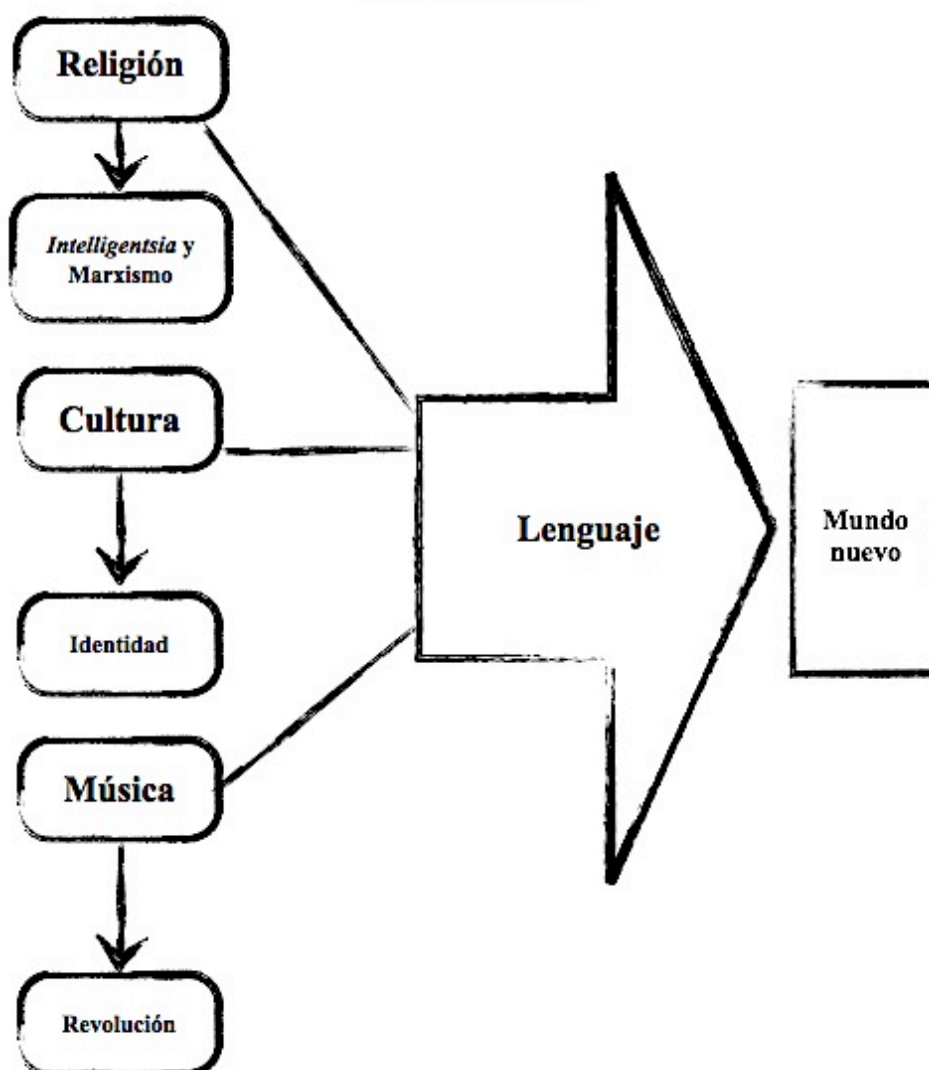 Religión
Intelligentsia y
Marxismo
Cultura
Identidad
Música
Revolución
Lenguaje
Mundo
nuevo